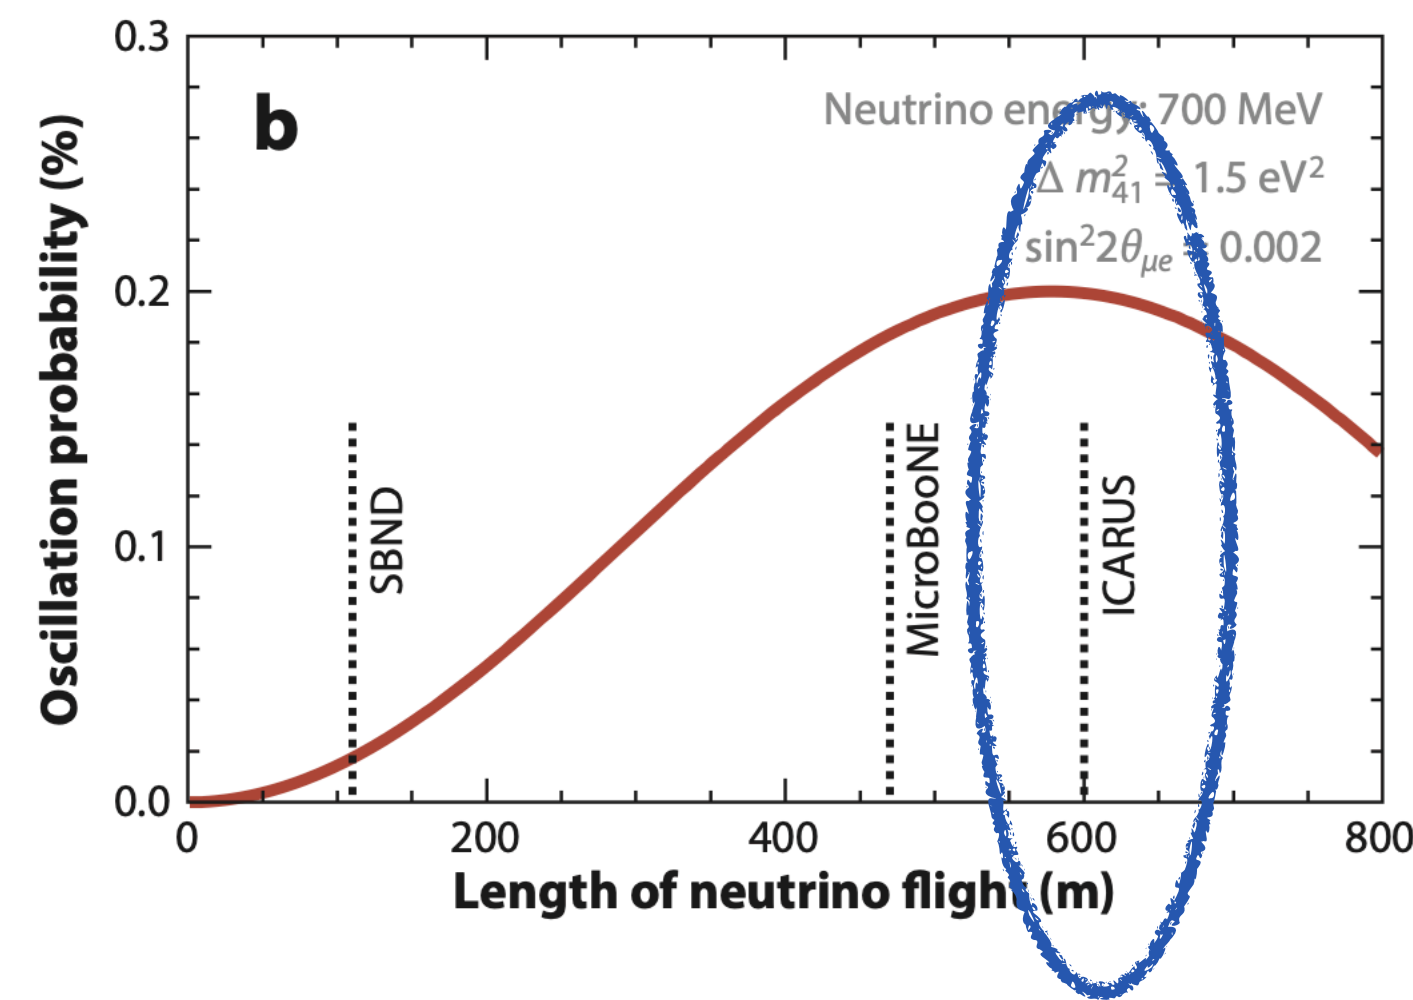 0.3
b
Neutrino energy: 700 MeV
Δ m²₄₁ = 1.5 eV²
sin²2θμe = 0.002
0.2
Oscillation probability (%)
SBND
MicroBooNE
ICARUS
0.1
0.0
0 200 400 600 800
Length of neutrino flight (m)